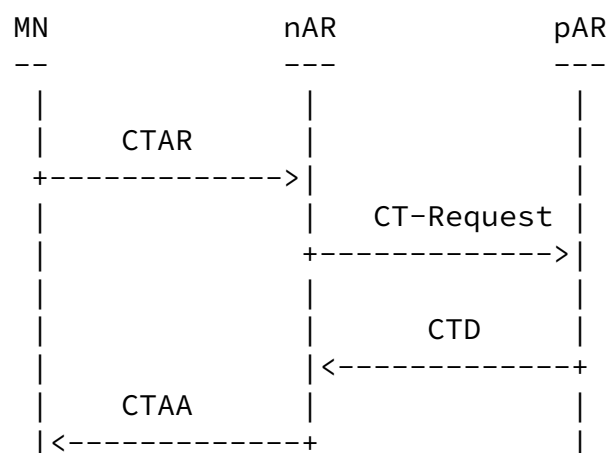 MN nAR pAR
-- --- ---
CTAR
CT-Request
CTD
CTAA